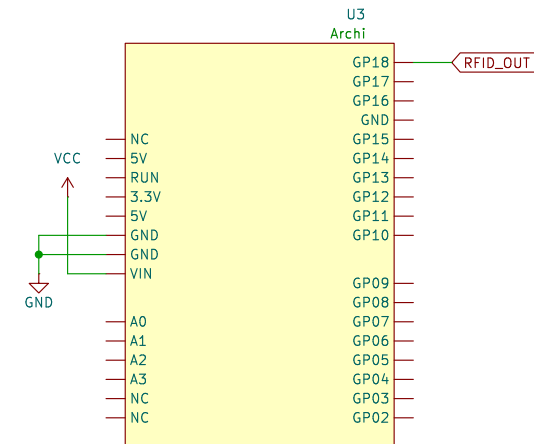 U3
Archi
GP18
RFID_OUT
GP17
GP16
GND
NC
GP15
VCC
5V
GP14
RUN
GP13
3.3V
GP12
5V
GP11
GND
GP10
GND
VIN
GP09
GND
GP08
A0
GP07
A1
GP06
A2
GP05
A3
GP04
NC
GP03
NC
GP02